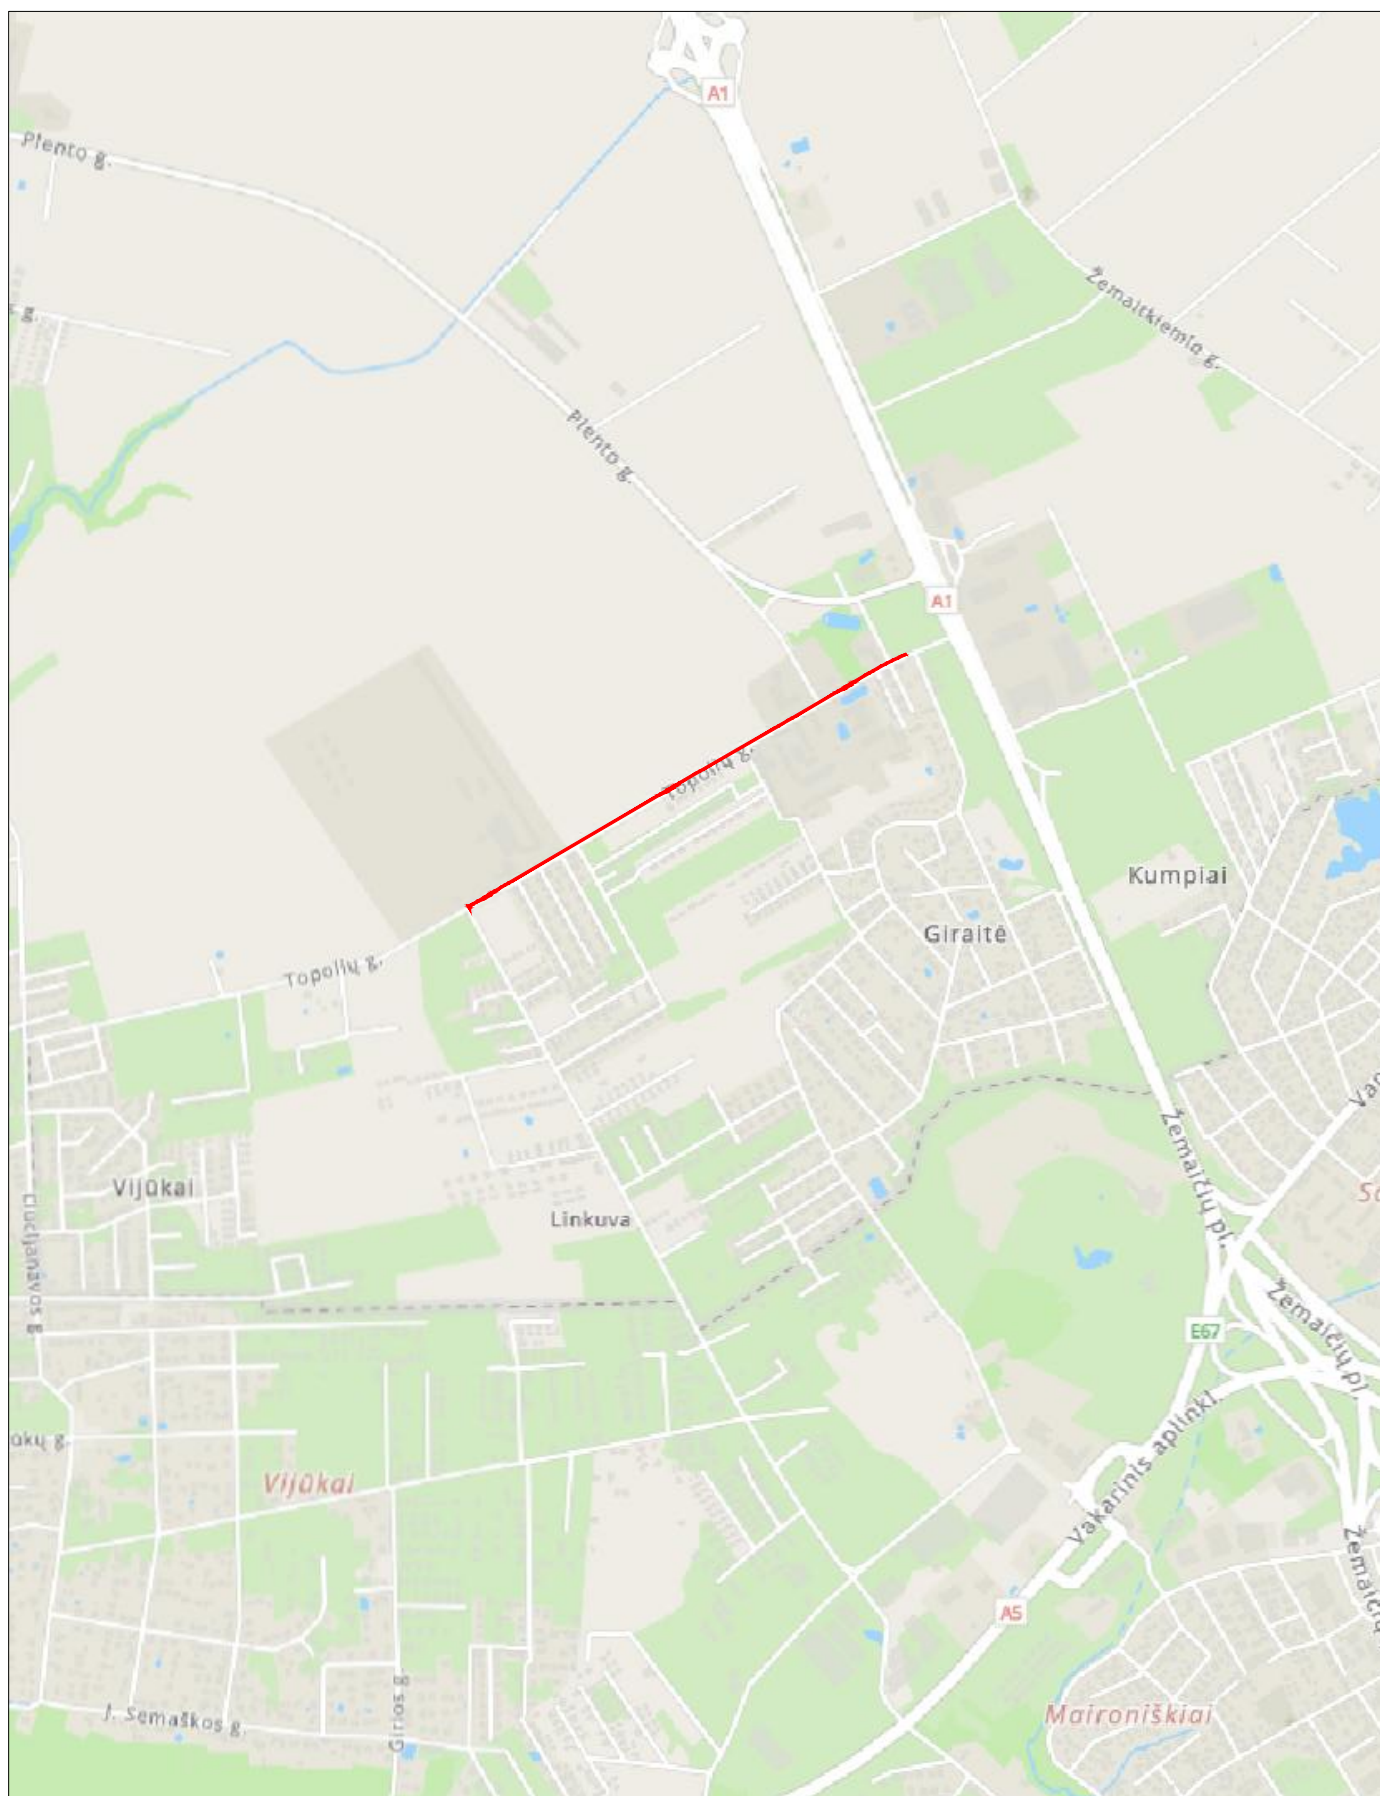 A1
Plento g.
g.
Žemaitkiemio g.
Plento g.
A1
Topolių g.
Kumpiai
Giraitė
Topolių g.
Žemaičių pl.
Vijūkai
Linkuva
Žemaičių pl.
E67
Vakarinis aplinkl.
Vijūkai
A5
J. Semaškos g.
Girios g.
Maironiškiai